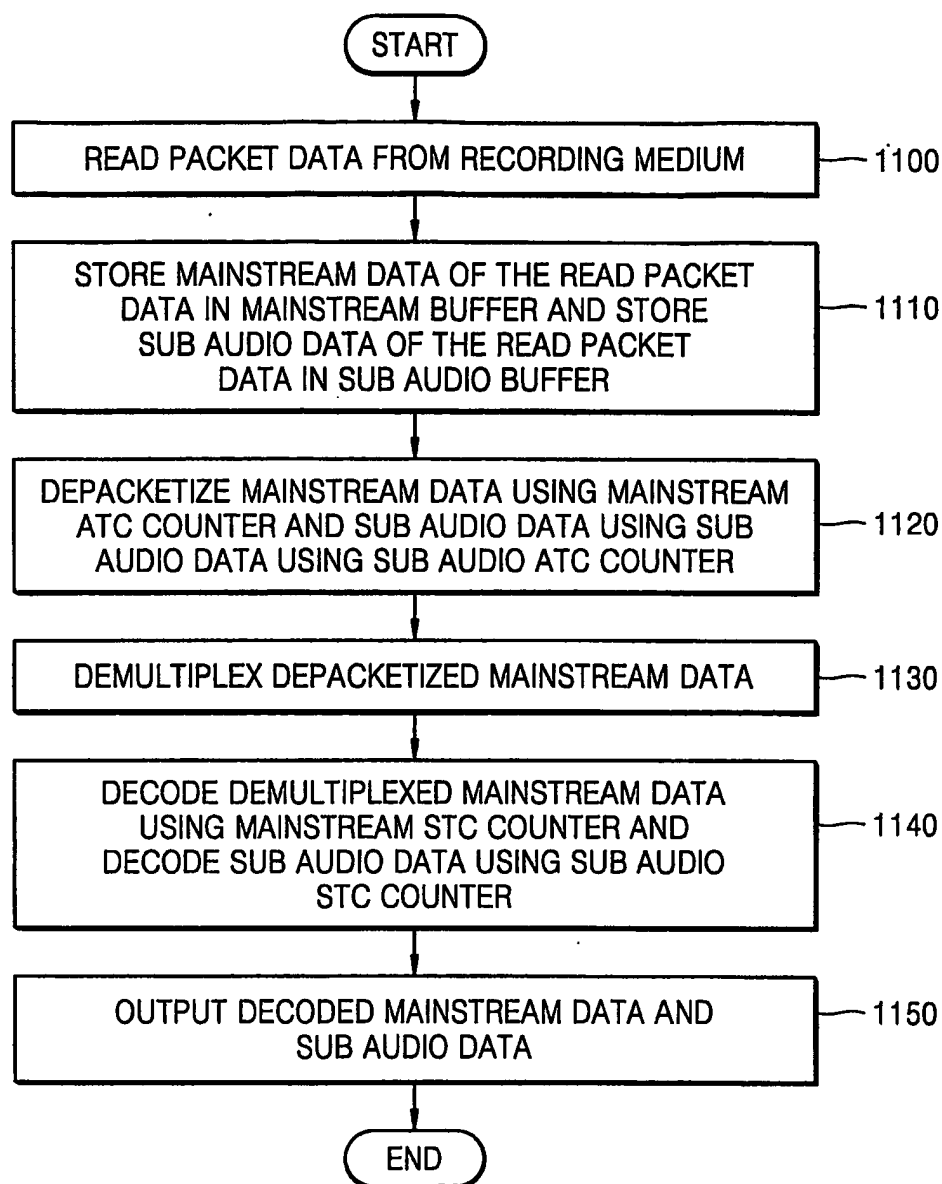 START
READ PACKET DATA FROM RECORDING MEDIUM
1100
STORE MAINSTREAM DATA OF THE READ PACKET
DATA IN MAINSTREAM BUFFER AND STORE
SUB AUDIO DATA OF THE READ PACKET
DATA IN SUB AUDIO BUFFER
1110
DEPACKETIZE MAINSTREAM DATA USING MAINSTREAM
ATC COUNTER AND SUB AUDIO DATA USING SUB
AUDIO DATA USING SUB AUDIO ATC COUNTER
1120
DEMULTIPLEX DEPACKETIZED MAINSTREAM DATA
1130
DECODE DEMULTIPLEXED MAINSTREAM DATA
USING MAINSTREAM STC COUNTER AND
DECODE SUB AUDIO DATA USING SUB AUDIO
STC COUNTER
1140
OUTPUT DECODED MAINSTREAM DATA AND
SUB AUDIO DATA
1150
END